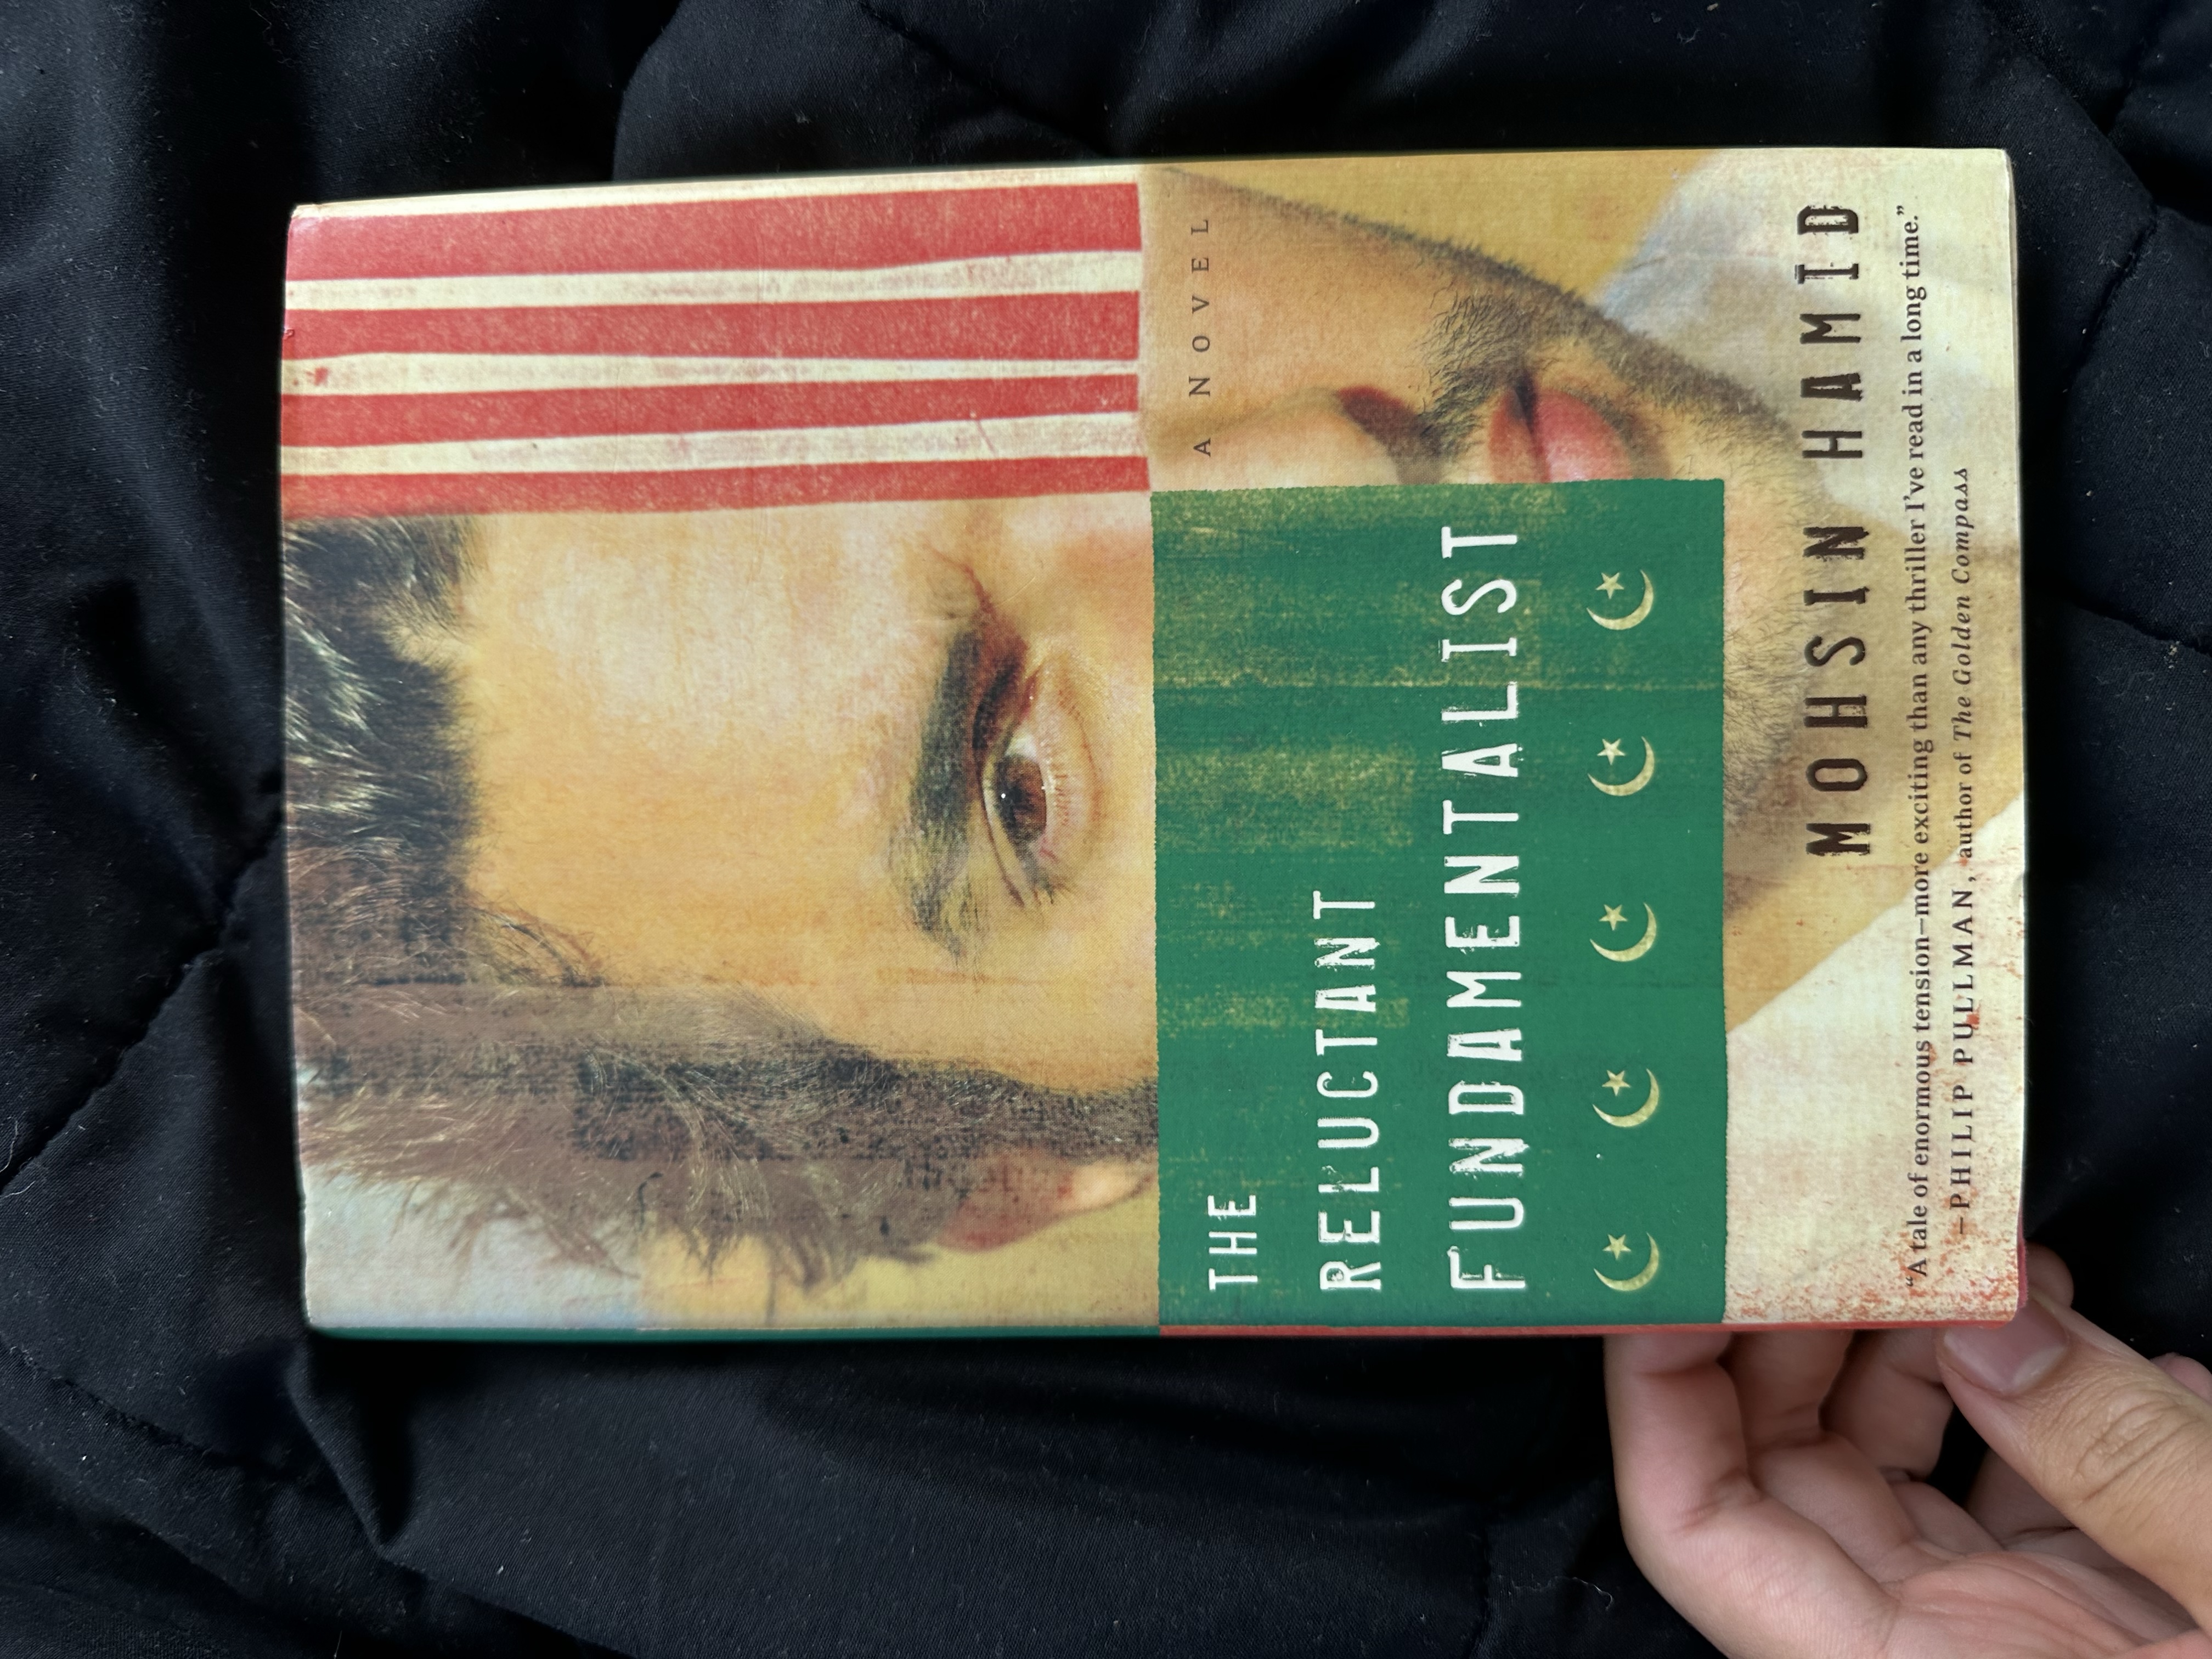 A NOVEL
THE
RELUCTANT
FUNDAMENTALIST
MOHSIN HAMID
“A tale of enormous tension—more exciting than any thriller I’ve read in a long time.”
—PHILIP PULLMAN, author of The Golden Compass